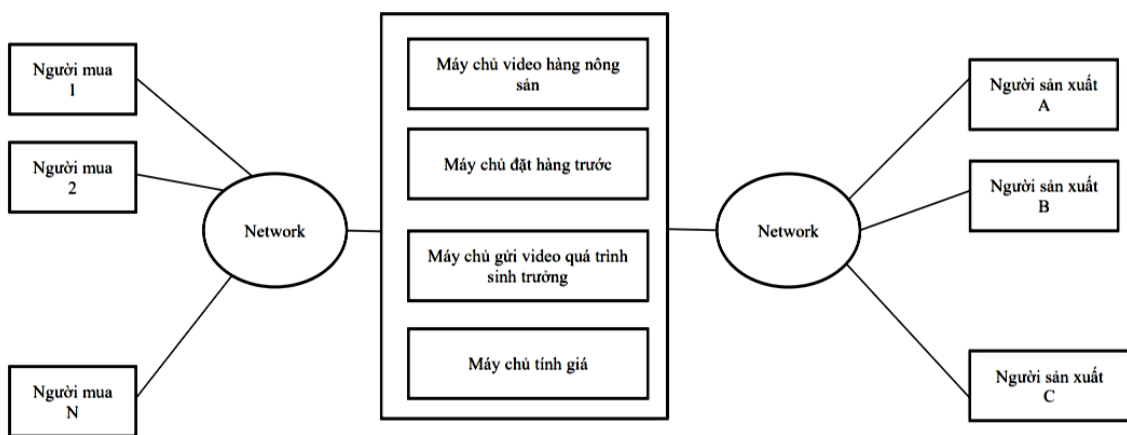 Người mua
1
Người mua
2
Người mua
N
Network
Máy chủ video hàng nông
sản
Máy chủ đặt hàng trước
Máy chủ gửi video quá trình
sinh trưởng
Máy chủ tính giá
Network
Người sản xuất
A
Người sản xuất
B
Người sản xuất
C